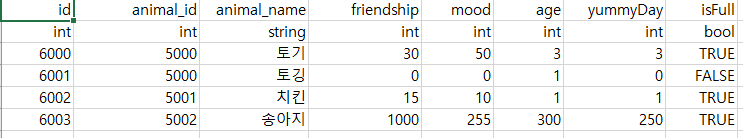 id animal_id animal_name friendship mood age yummyDay isFull
int int string int int int int bool
6000 5000 토기 30 50 3 3 TRUE
6001 5000 토깅 0 0 1 0 FALSE
6002 5001 치킨 15 10 1 1 TRUE
6003 5002 송아지 1000 255 300 250 TRUE